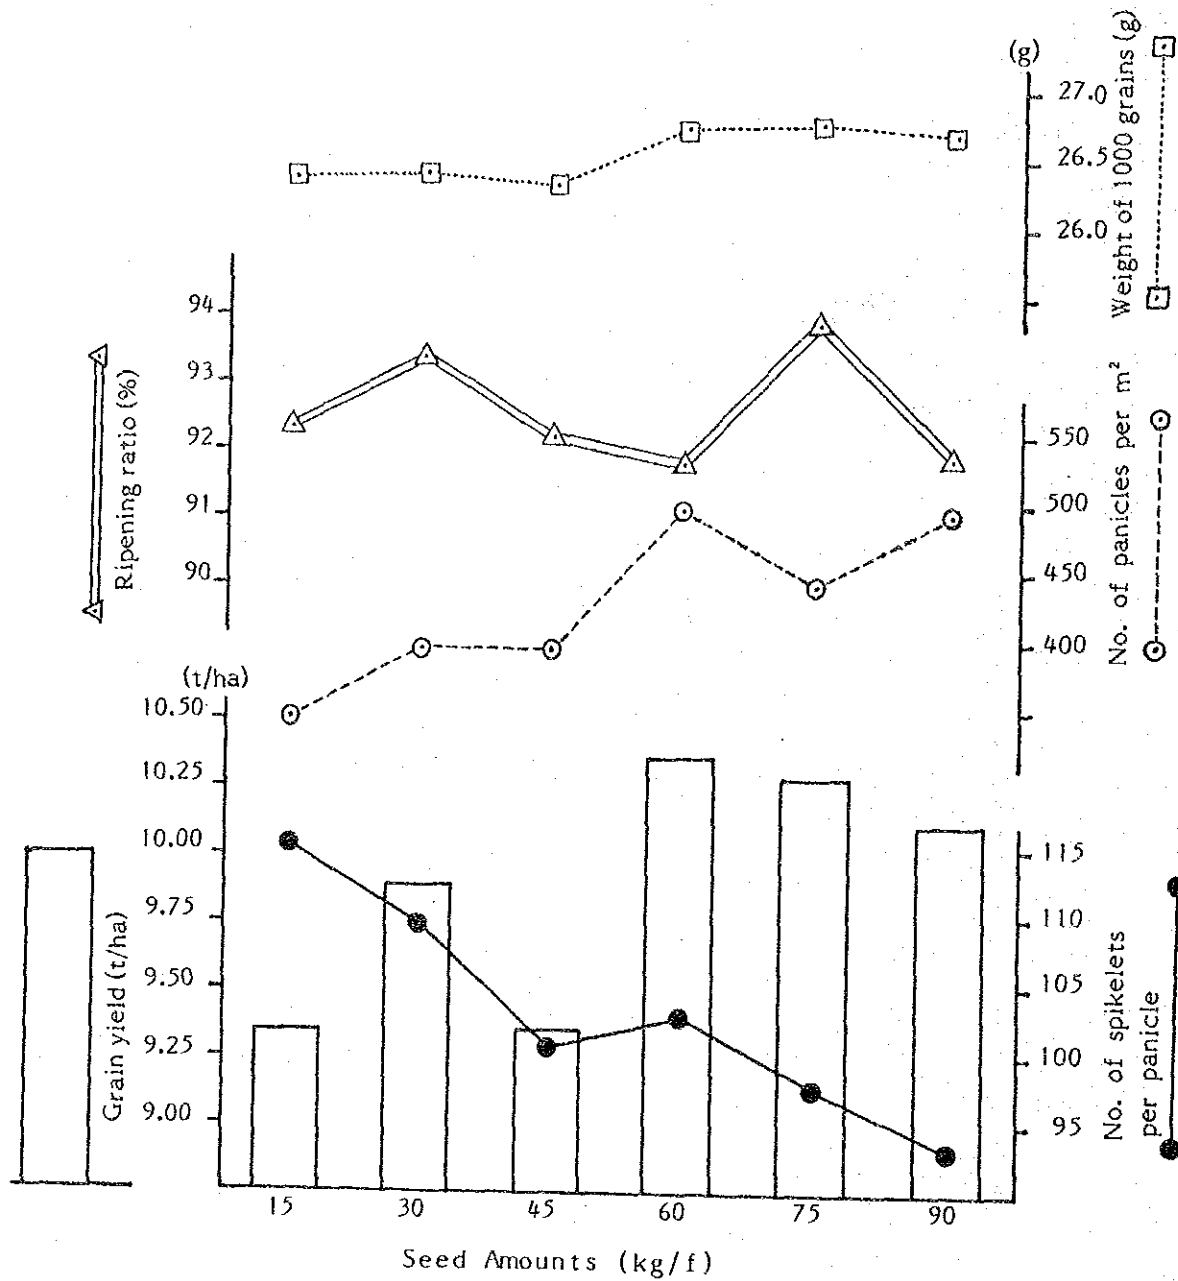 (g)
27.0
26.5
26.0
Weight of 1000 grains (g)
94
93
92
91
90
Ripening ratio (%)
550
500
450
400
No. of panicles per m²
(t/ha)
10.50
10.25
10.00
9.75
9.50
9.25
9.00
Grain yield (t/ha)
115
110
105
100
95
No. of spikelets
per panicle
15 30 45 60 75 90
Seed Amounts (kg/f)